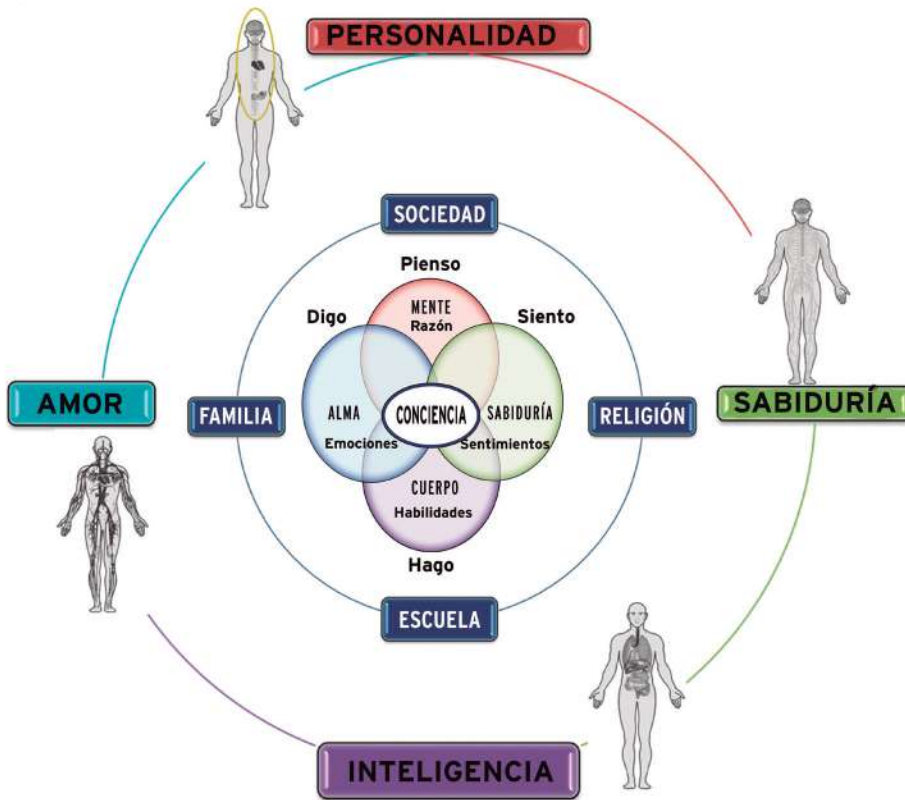 PERSONALIDAD
SOCIEDAD
Pienso
Digo
MENTE
Razón
Siento
AMOR
FAMILIA
ALMA
Emociones
CONCIENCIA
SABIDURÍA
Sentimientos
RELIGIÓN
SABIDURÍA
CUERPO
Habilidades
Hago
ESCUELA
INTELIGENCIA